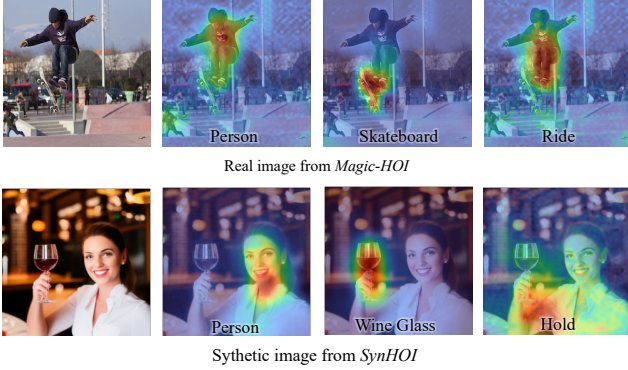 Person Skateboard Ride
Real image from Magic-HOI
Person Wine Glass Hold
Sythetic image from SynHOI